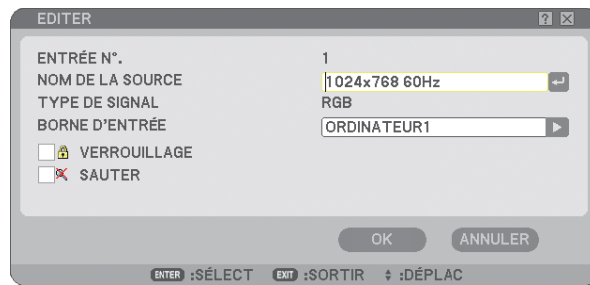 EDITER
ENTRÉE N°. 1
NOM DE LA SOURCE 1024x768 60Hz
TYPE DE SIGNAL RGB
BORNE D'ENTRÉE ORDINATEUR1
VERROUILLAGE
SAUTER
OK ANNULER
ENTER :SÉLECT EXIT :SORTIR :DÉPLAC